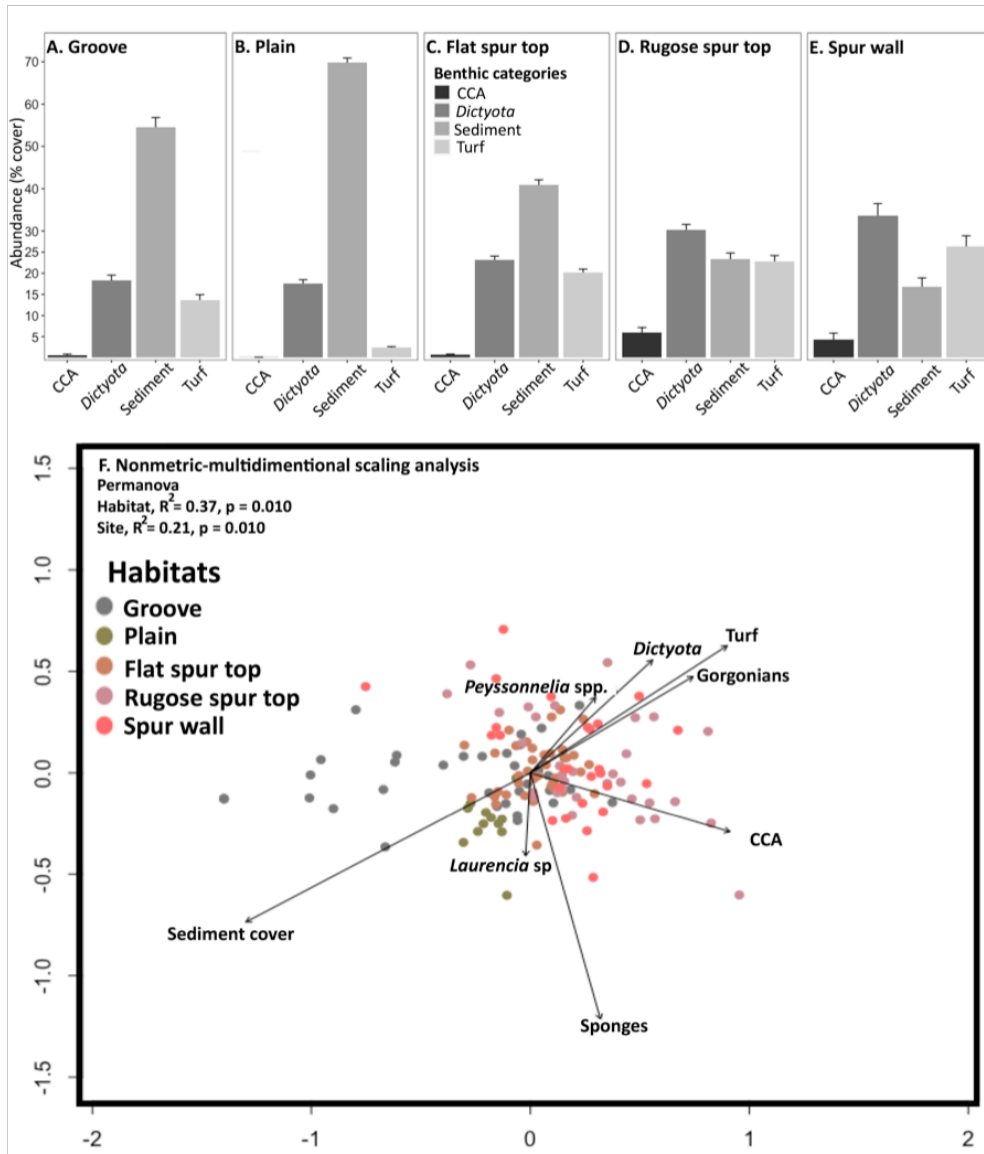 A. Groove
B. Plain
C. Flat spur top
D. Rugose spur top
E. Spur wall
Benthic categories
CCA
Dictyota
Sediment
Turf
Abundance (% cover)
70
60
50
40
30
20
15
10
5
CCA
Dictyota
Sediment
Turf
CCA
Dictyota
Sediment
Turf
CCA
Dictyota
Sediment
Turf
CCA
Dictyota
Sediment
Turf
CCA
Dictyota
Sediment
Turf
F. Nonmetric-multidimentional scaling analysis
Permanova
Habitat, R²= 0.37, p = 0.010
Site, R²= 0.21, p = 0.010
Habitats
Groove
Plain
Flat spur top
Rugose spur top
Spur wall
Dictyota
Turf
Gorgonians
Peyssonnelia spp.
CCA
Laurencia sp
Sediment cover
Sponges
1.5
1.0
0.5
0.0
-0.5
-1.0
-1.5
-2
-1
0
1
2